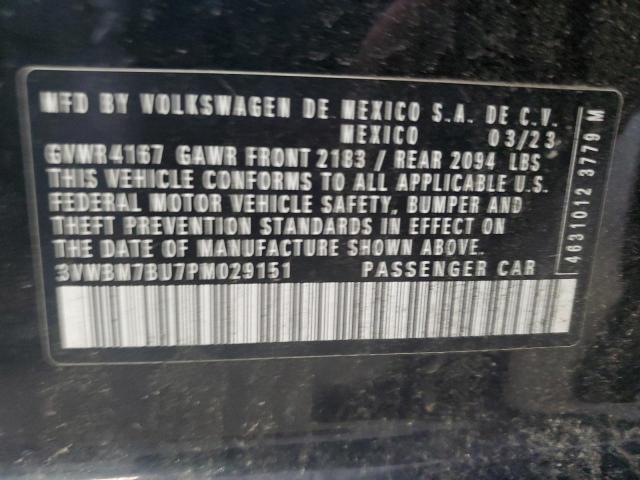 MFD BY VOLKSWAGEN DE MEXICO S.A. DE C.V.
MEXICO 03/23
GVWR 4167 GAWR FRONT 2183 / REAR 2094 LBS
THIS VEHICLE CONFORMS TO ALL APPLICABLE U.S.
FEDERAL MOTOR VEHICLE SAFETY, BUMPER AND
THEFT PREVENTION STANDARDS IN EFFECT ON
THE DATE OF MANUFACTURE SHOWN ABOVE.
3VWBM7BU7PM029151 PASSENGER CAR
4631012 3779 M